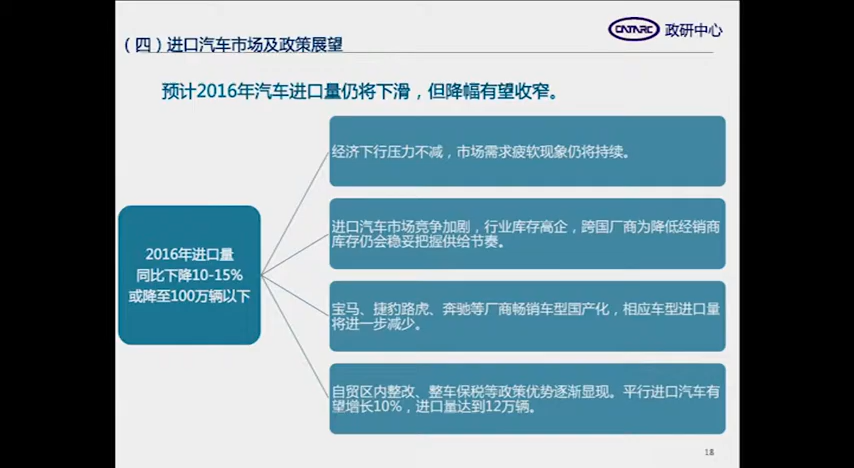 （四）进口汽车市场及政策展望
CATARC 政研中心
预计2016年汽车进口量仍将下滑，但降幅有望收窄。
2016年进口量
同比下降10-15%
或降至100万辆以下
经济下行压力不减，市场需求疲软现象仍将持续。
进口汽车市场竞争加剧，行业库存高企，跨国厂商为降低经销商
库存仍会稳妥把握供给节奏。
宝马、捷豹路虎、奔驰等厂商畅销车型国产化，相应车型进口量
将进一步减少。
自贸区内整改、整车保税等政策优势逐渐显现。平行进口汽车有
望增长10%，进口量达到12万辆。
18